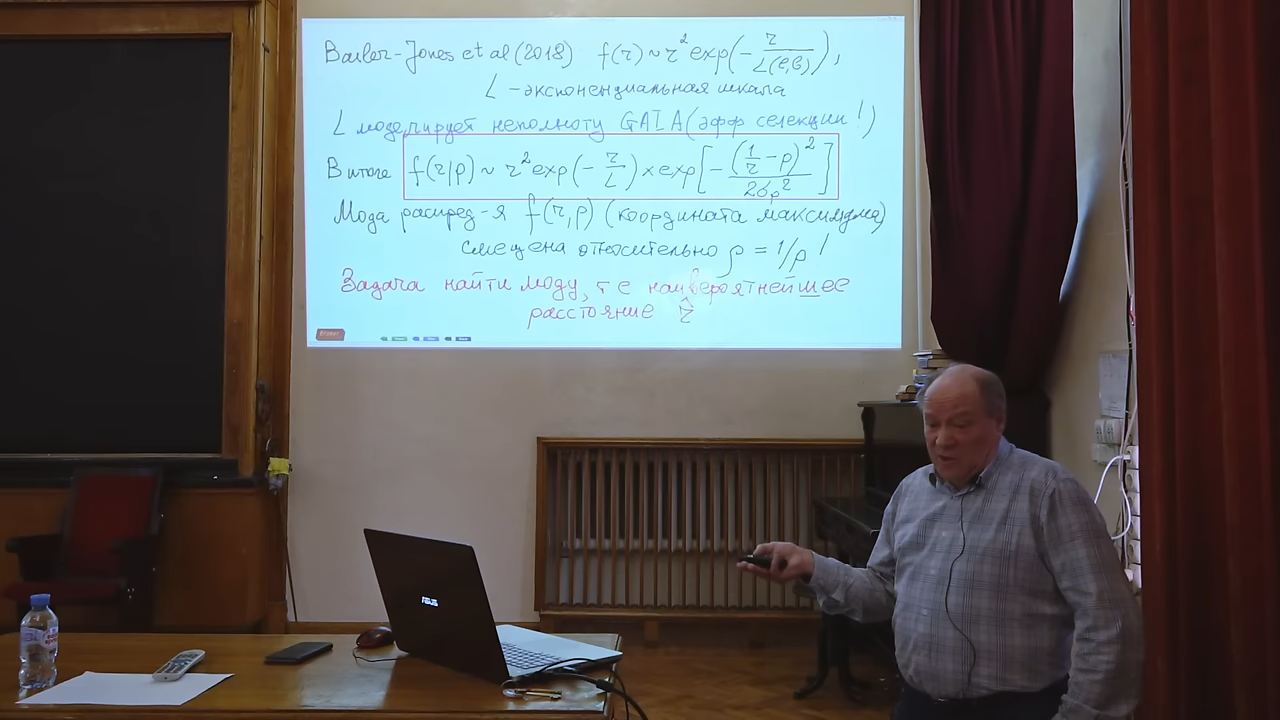 Bailer-Jones et al (2018) f(r) ~ r² exp(- r / L(l,b)),
L - экспоненциальная шкала
L моделирует неполноту GAIA (эфф селекции!)
В итоге f(r|p) ~ r² exp(- r/L) × exp[- (1/r - p)² / 2σp²]
Мода распред-я f(r,p) (координата максимума)
смещена относительно ρ = 1/p !
Задача найти моду, т е наивероятнейшее
расстояние r̂
ASUS